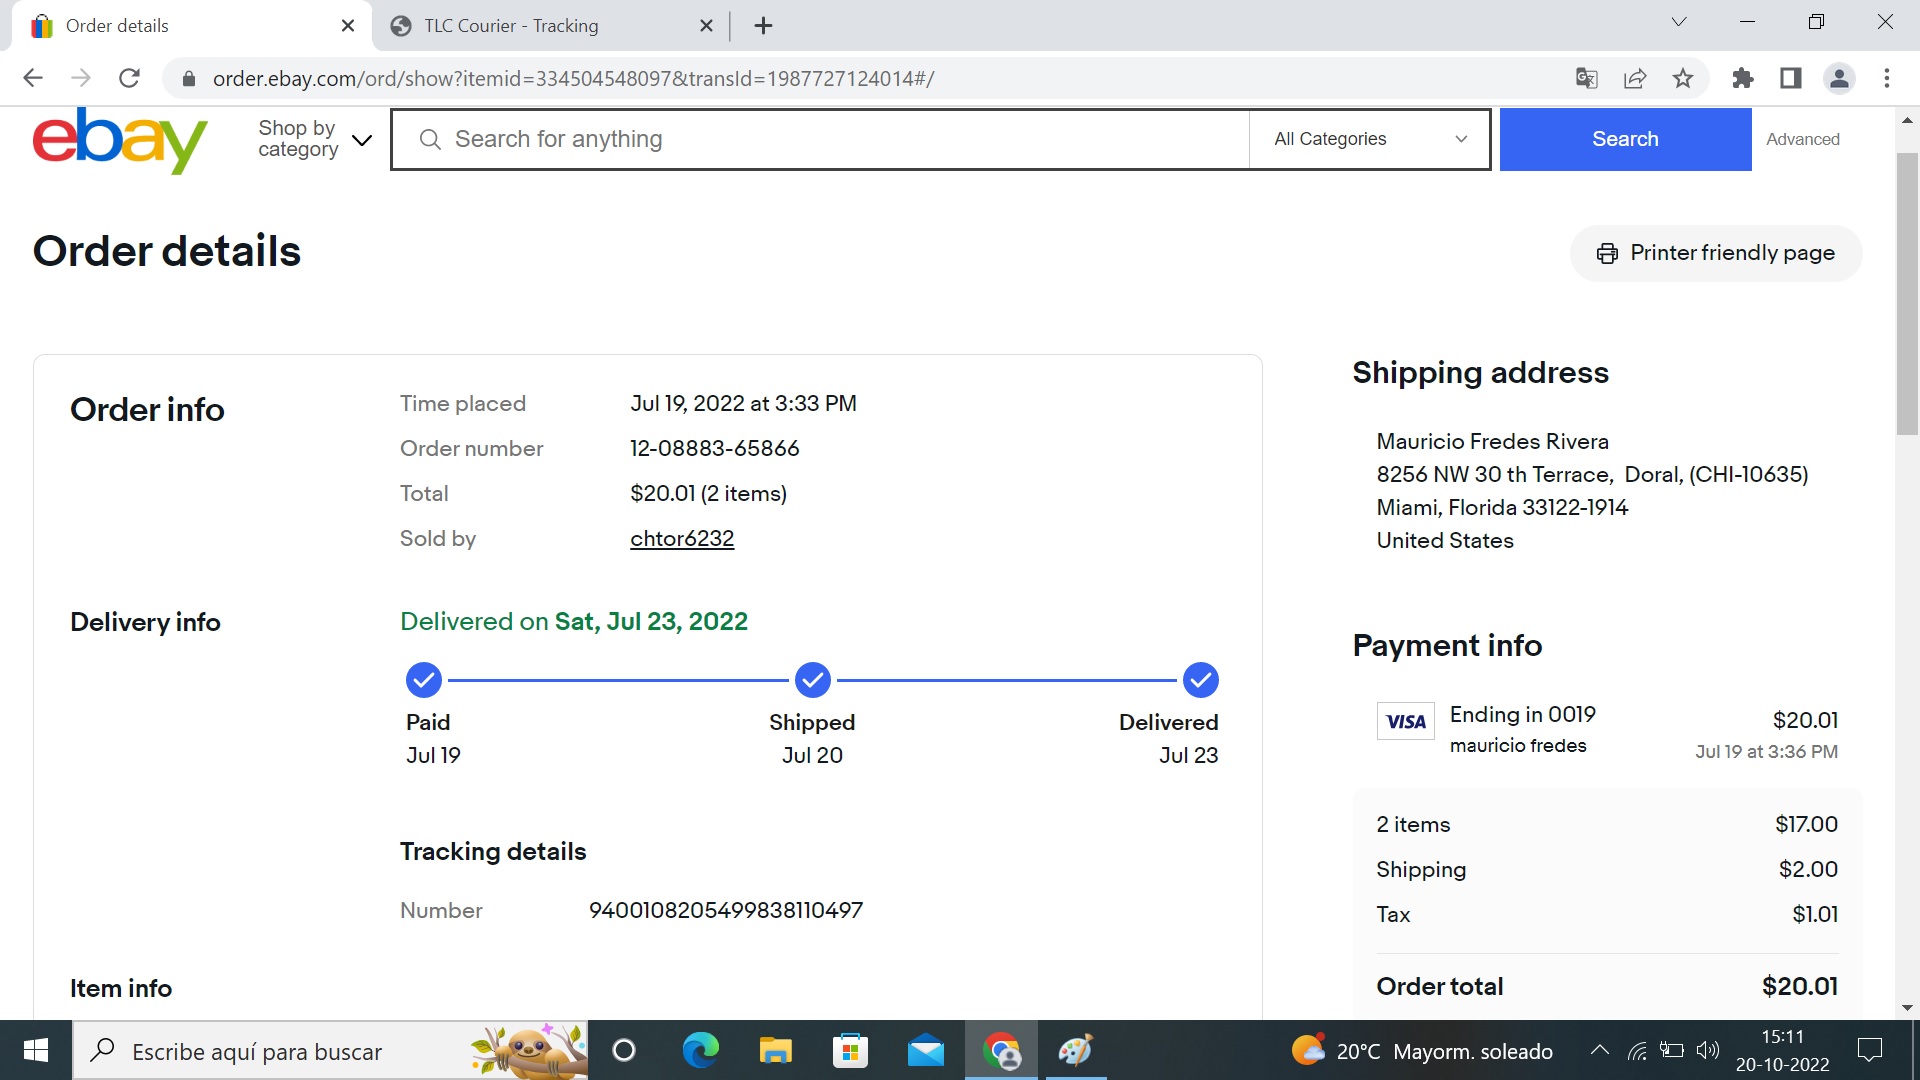 Order details
TLC Courier - Tracking
order.ebay.com/ord/show?itemid=334504548097&transId=1987727124014#/
ebay
Shop by
category
Search for anything
All Categories
Search
Advanced
Order details
Printer friendly page
Order info
Time placed Jul 19, 2022 at 3:33 PM
Order number 12-08883-65866
Total $20.01 (2 items)
Sold by chtor6232
Delivery info
Delivered on Sat, Jul 23, 2022
Paid Shipped Delivered
Jul 19 Jul 20 Jul 23
Tracking details
Number 9400108205499838110497
Item info
Shipping address
Mauricio Fredes Rivera
8256 NW 30 th Terrace, Doral, (CHI-10635)
Miami, Florida 33122-1914
United States
Payment info
VISA
Ending in 0019 $20.01
mauricio fredes Jul 19 at 3:36 PM
2 items $17.00
Shipping $2.00
Tax $1.01
Order total $20.01
Escribe aquí para buscar
20°C Mayorm. soleado
15:11
20-10-2022